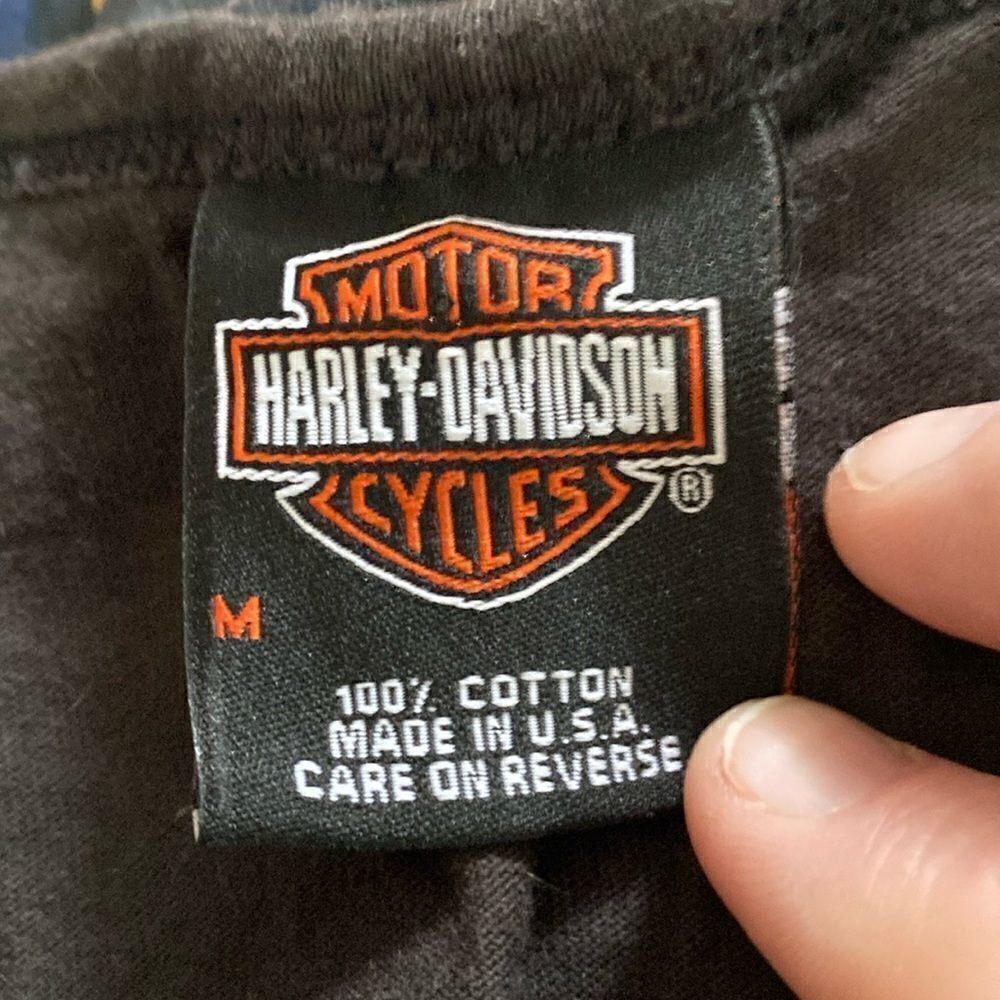 MOTOR
HARLEY-DAVIDSON
CYCLES
®
M
100% COTTON
MADE IN U.S.A.
CARE ON REVERSE